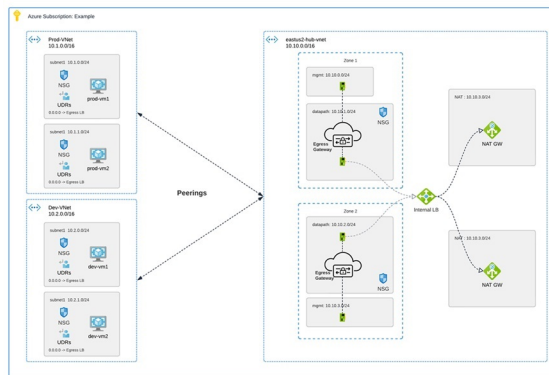 Azure Subscription: Example
Prod-VNet
10.1.0.0/16
subnet1 10.1.0.0/24
NSG
UDRs
prod-vm1
0.0.0.0 -> Egress LB
subnet1 10.1.1.0/24
NSG
UDRs
prod-vm2
0.0.0.0 -> Egress LB
Dev-VNet
10.2.0.0/16
subnet1 10.2.0.0/24
NSG
UDRs
dev-vm1
0.0.0.0 -> Egress LB
subnet1 10.2.1.0/24
NSG
UDRs
dev-vm2
0.0.0.0 -> Egress LB
Peerings
eastus2-hub-vnet
10.10.0.0/16
Zone 1
mgmt: 10.10.0.0/24
datapath: 10.10.1.0/24
NSG
Egress
Gateway
Zone 2
datapath: 10.10.2.0/24
Egress
Gateway
NSG
mgmt: 10.10.3.0/24
Internal LB
NAT : 10.10.3.0/24
NAT GW
NAT : 10.10.3.0/24
NAT GW